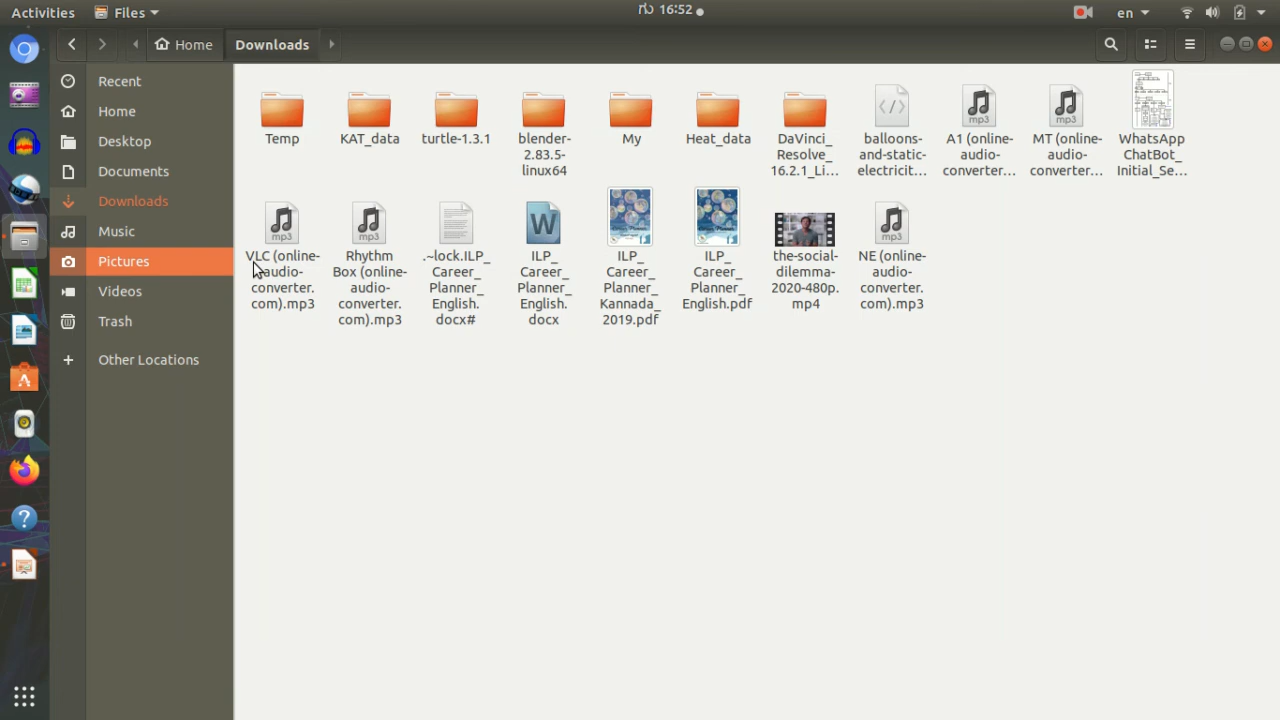 Activities
Files
ಗು 16:52
en
Home
Downloads
Recent
Home
Desktop
Documents
Downloads
Music
Pictures
Videos
Trash
Other Locations
Temp
KAT_data
turtle-1.3.1
blender-
2.83.5-
linux64
My
Heat_data
DaVinci_
Resolve_
16.2.1_Li...
balloons-
and-static-
electricit...
A1 (online-
audio-
converter...
MT (online-
audio-
converter...
WhatsApp
ChatBot_
Initial_Se...
VLC (online-
audio-
converter.
com).mp3
Rhythm
Box (online-
audio-
converter.
com).mp3
.~lock.ILP_
Career_
Planner_
English.
docx#
ILP_
Career_
Planner_
English.
docx
ILP_
Career_
Planner_
Kannada_
2019.pdf
ILP_
Career_
Planner_
English.pdf
the-social-
dilemma-
2020-480p.
mp4
NE (online-
audio-
converter.
com).mp3